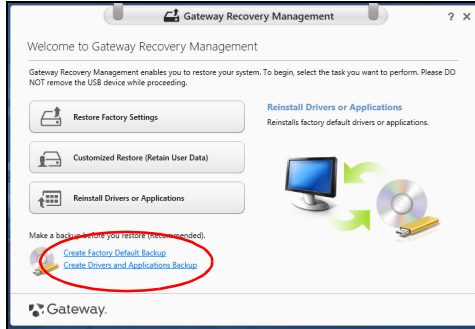 Gateway Recovery Management
? X
Welcome to Gateway Recovery Management
Gateway Recovery Management enables you to restore your system. To begin, select the task you want to perform. Please DO
NOT remove the USB device while proceeding.
Restore Factory Settings
Customized Restore (Retain User Data)
Reinstall Drivers or Applications
Reinstall Drivers or Applications
Reinstalls factory default drivers or applications.
Make a backup before you restore (Recommended).
Create Factory Default Backup
Create Drivers and Applications Backup
Gateway.